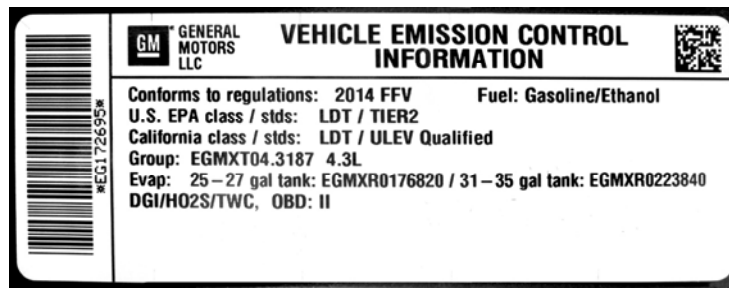 *EG172695*
GM
GENERAL
MOTORS
LLC
VEHICLE EMISSION CONTROL
INFORMATION
Conforms to regulations: 2014 FFV Fuel: Gasoline/Ethanol
U.S. EPA class / stds: LDT / TIER2
California class / stds: LDT / ULEV Qualified
Group: EGMXT04.3187 4.3L
Evap: 25–27 gal tank: EGMXR0176820 / 31–35 gal tank: EGMXR0223840
DGI/HO2S/TWC, OBD: II